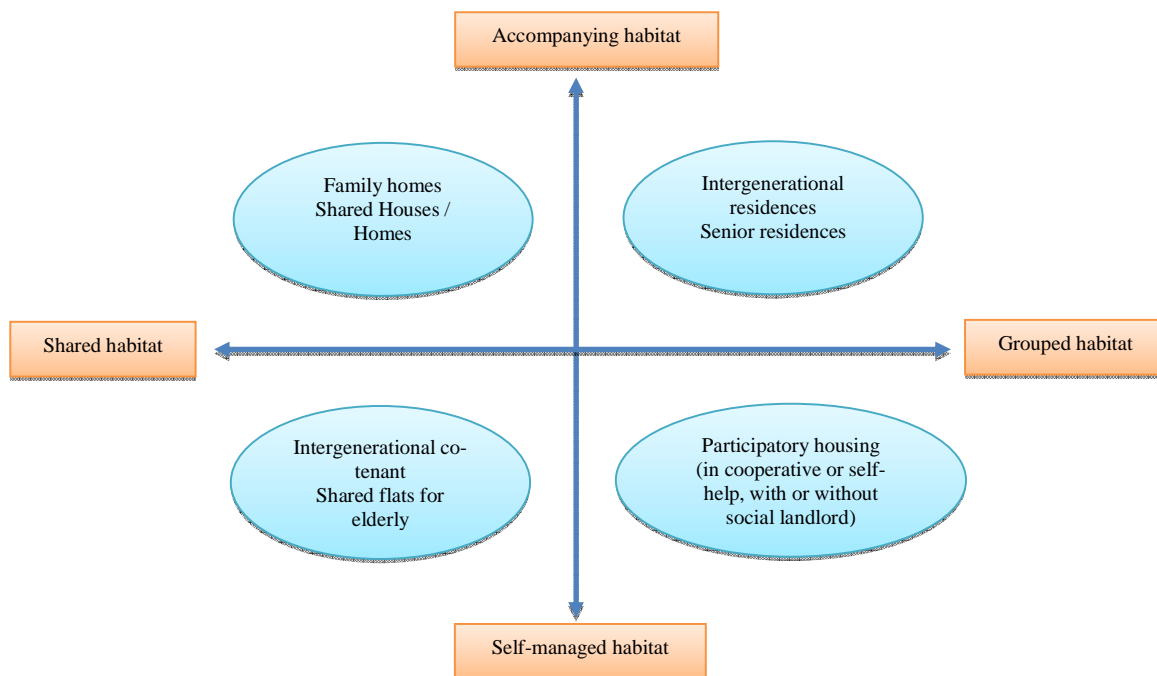 Accompanying habitat
Family homes
Shared Houses /
Homes
Intergenerational
residences
Senior residences
Shared habitat
Grouped habitat
Intergenerational co-
tenant
Shared flats for
elderly
Participatory housing
(in cooperative or self-
help, with or without
social landlord)
Self-managed habitat